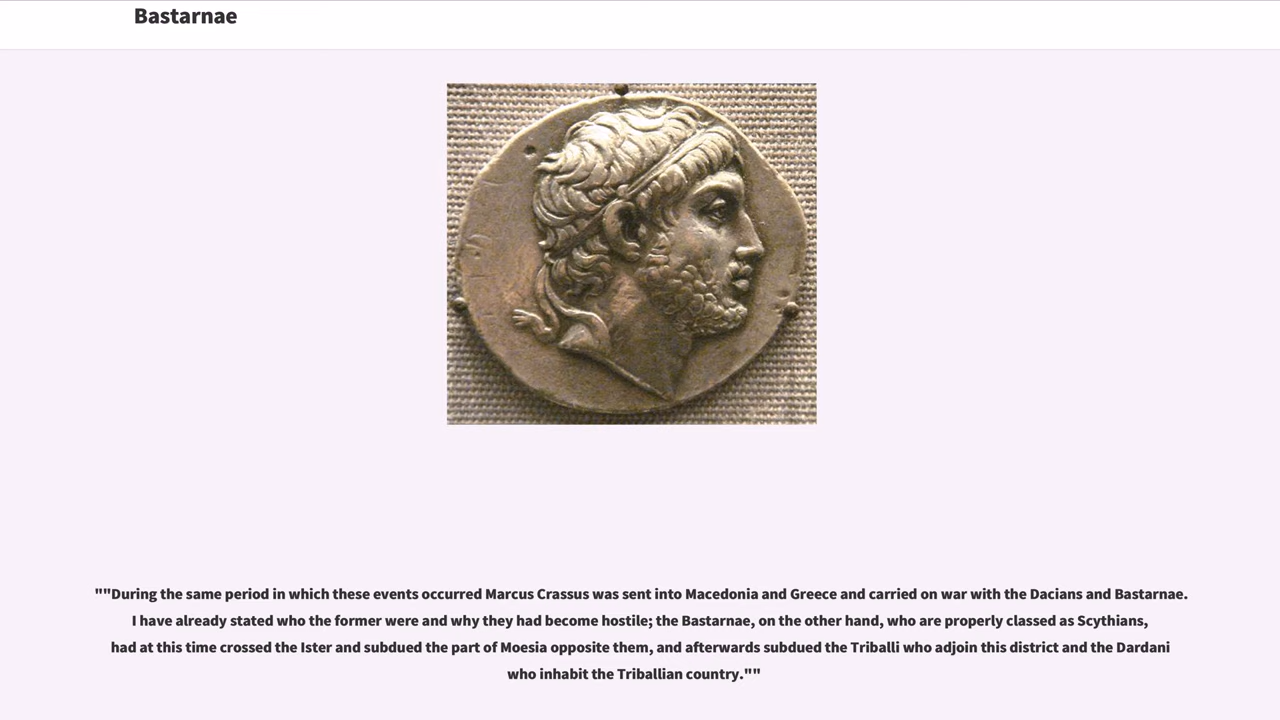 Bastarnae
""During the same period in which these events occurred Marcus Crassus was sent into Macedonia and Greece and carried on war with the Dacians and Bastarnae.
I have already stated who the former were and why they had become hostile; the Bastarnae, on the other hand, who are properly classed as Scythians,
had at this time crossed the Ister and subdued the part of Moesia opposite them, and afterwards subdued the Triballi who adjoin this district and the Dardani
who inhabit the Triballian country.""